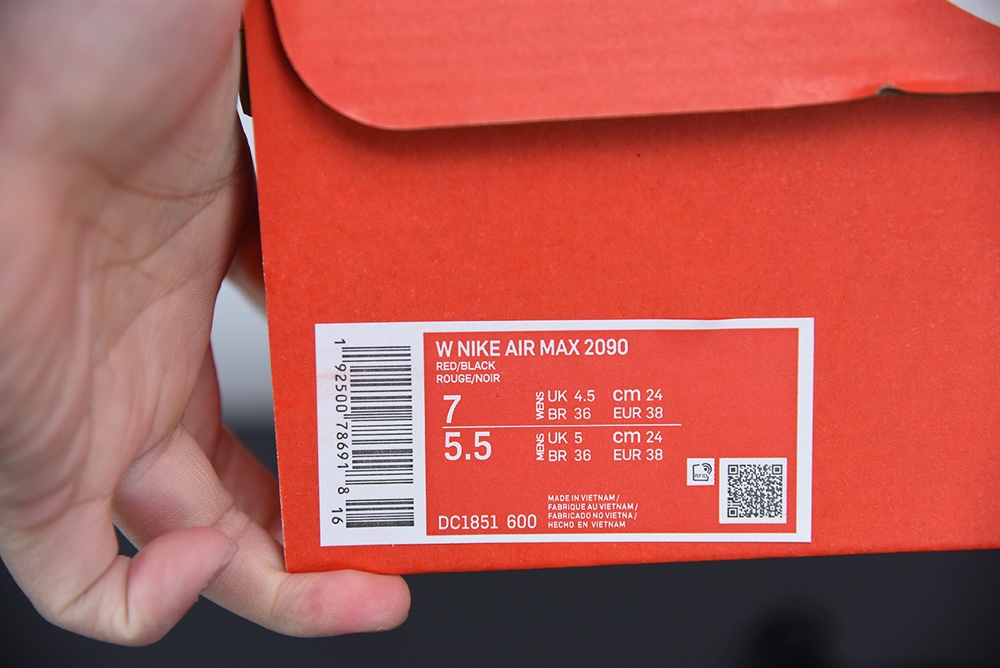 W NIKE AIR MAX 2090
RED/BLACK
ROUGE/NOIR
7
WENS
UK 4.5 cm 24
BR 36 EUR 38
5.5
MENS
UK 5 cm 24
BR 36 EUR 38
RFID
MADE IN VIETNAM /
FABRIQUE AU VIETNAM /
FABRICADO NO VIETNA /
HECHO EN VIETNAM
DC1851 600
1 92500 78691 8 16